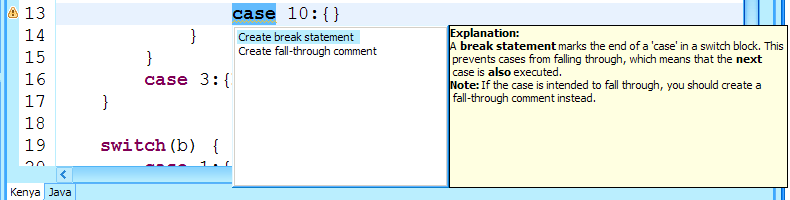 13 case 10:{}
14 }
15 }
16 case 3:{
17 }
18
19 switch(b) {
20 case 1:{
Create break statement
Create fall-through comment
Explanation:
A break statement marks the end of a 'case' in a switch block. This
prevents cases from falling through, which means that the next
case is also executed.
Note: If the case is intended to fall through, you should create a
fall-through comment instead.
Kenya Java